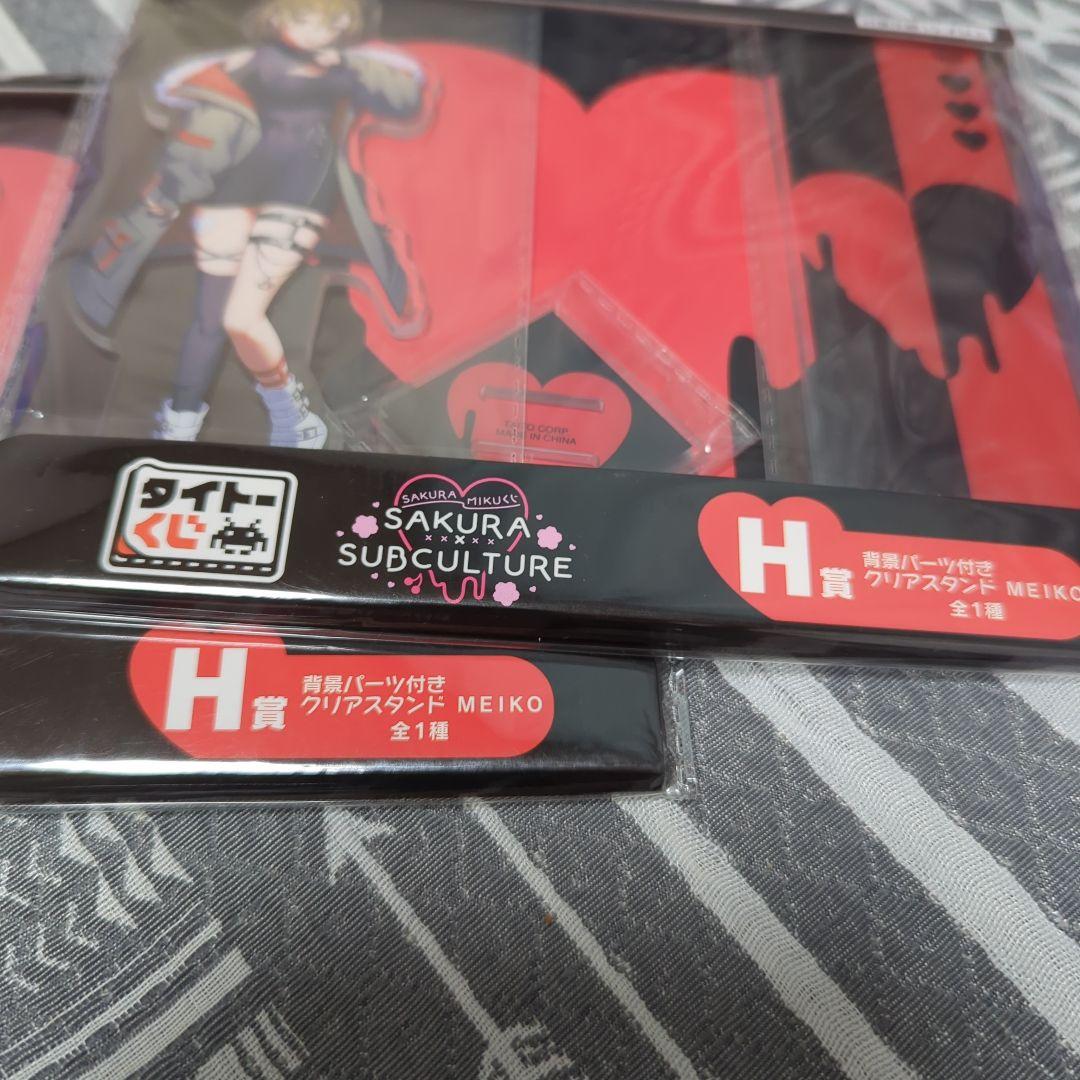 TAITO CORP
MADE IN CHINA
タイトー
くじ
SAKURA MIKUくじ
SAKURA
×××××
SUBCULTURE
H賞
背景パーツ付き
クリアスタンド MEIKO
全1種
H賞
背景パーツ付き
クリアスタンド MEIKO
全1種